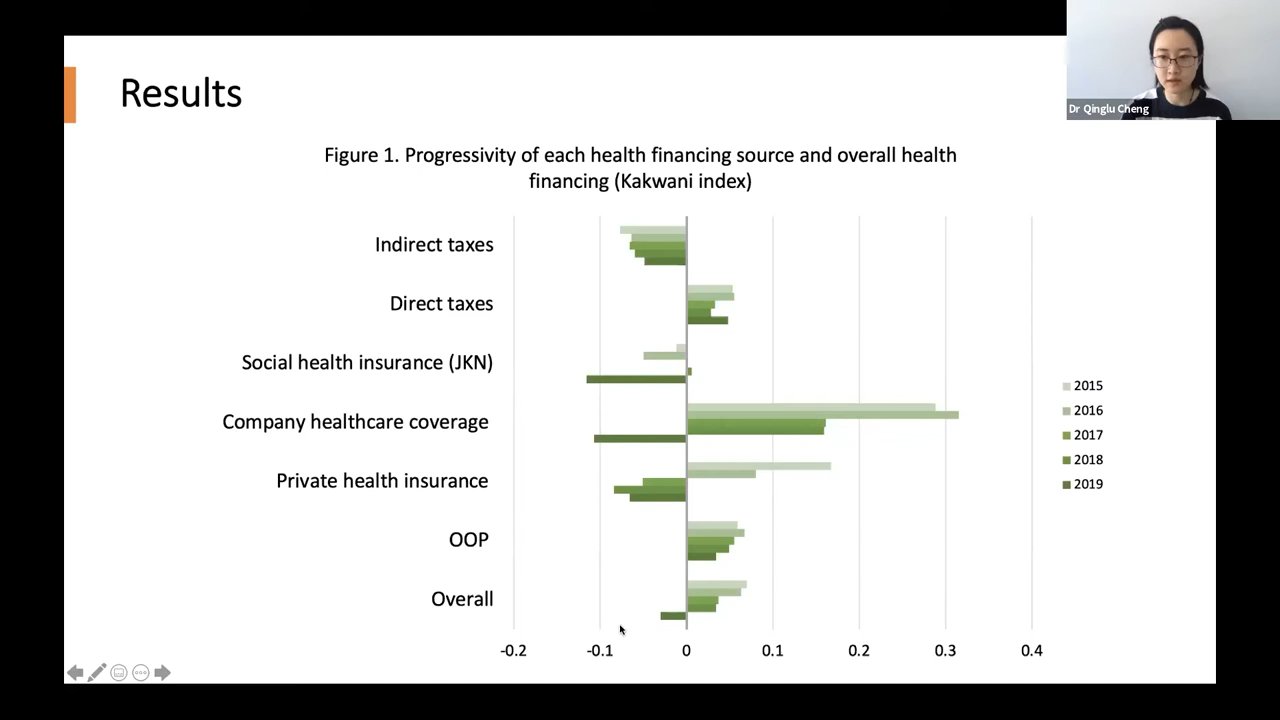 Results
Dr Qinglu Cheng
Figure 1. Progressivity of each health financing source and overall health
financing (Kakwani index)
Indirect taxes
Direct taxes
Social health insurance (JKN)
Company healthcare coverage
Private health insurance
OOP
Overall
2015
2016
2017
2018
2019
-0.2 -0.1 0 0.1 0.2 0.3 0.4